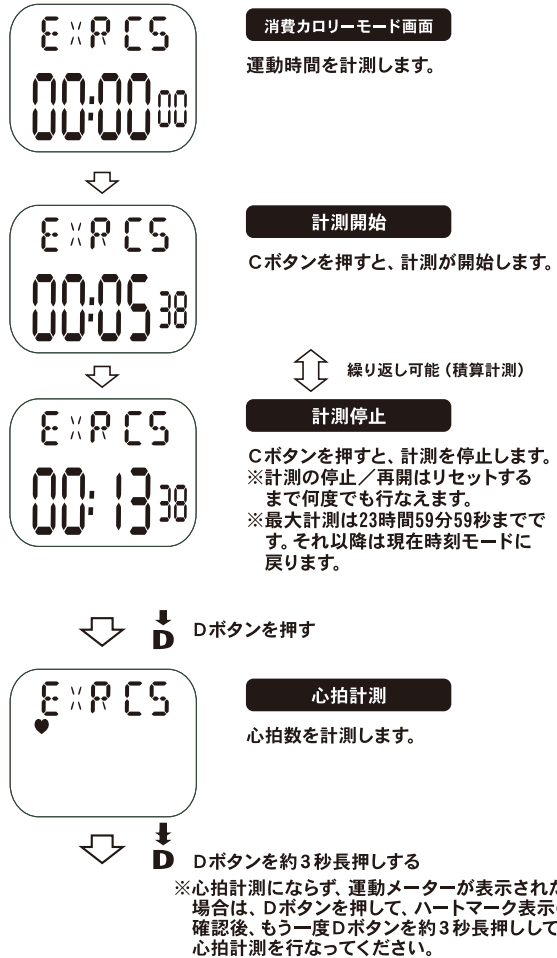 EXRCS
消費カロリーモード画面
運動時間を計測します。
00:00 00
EXRCS
計測開始
Cボタンを押すと、計測が開始します。
00:05 38
繰り返し可能（積算計測）
EXRCS
計測停止
Cボタンを押すと、計測を停止します。
00:13 38
※計測の停止／再開はリセットする
まで何度でも行なえます。
※最大計測は23時間59分59秒までで
す。それ以降は現在時刻モードに
戻ります。
D Dボタンを押す
EXRCS
♥
心拍計測
心拍数を計測します。
D Dボタンを約3秒長押しする
※心拍計測にならず、運動メーターが表示された
場合は、Dボタンを押して、ハートマーク表示
確認後、もう一度Dボタンを約3秒長押しして
心拍計測を行なってください。